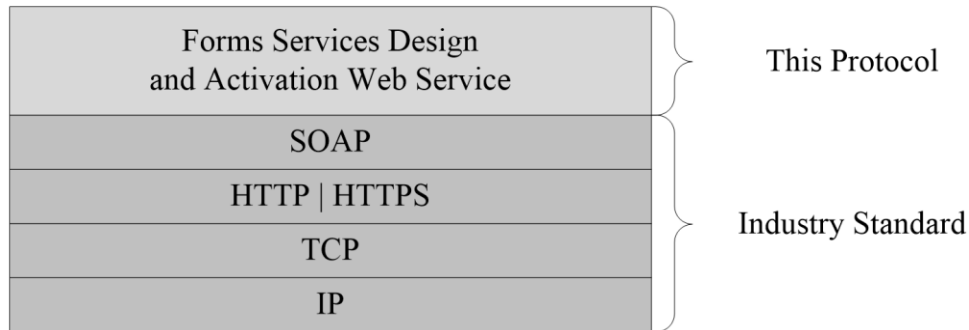 Forms Services Design
and Activation Web Service
This Protocol
SOAP
HTTP | HTTPS
TCP
IP
Industry Standard